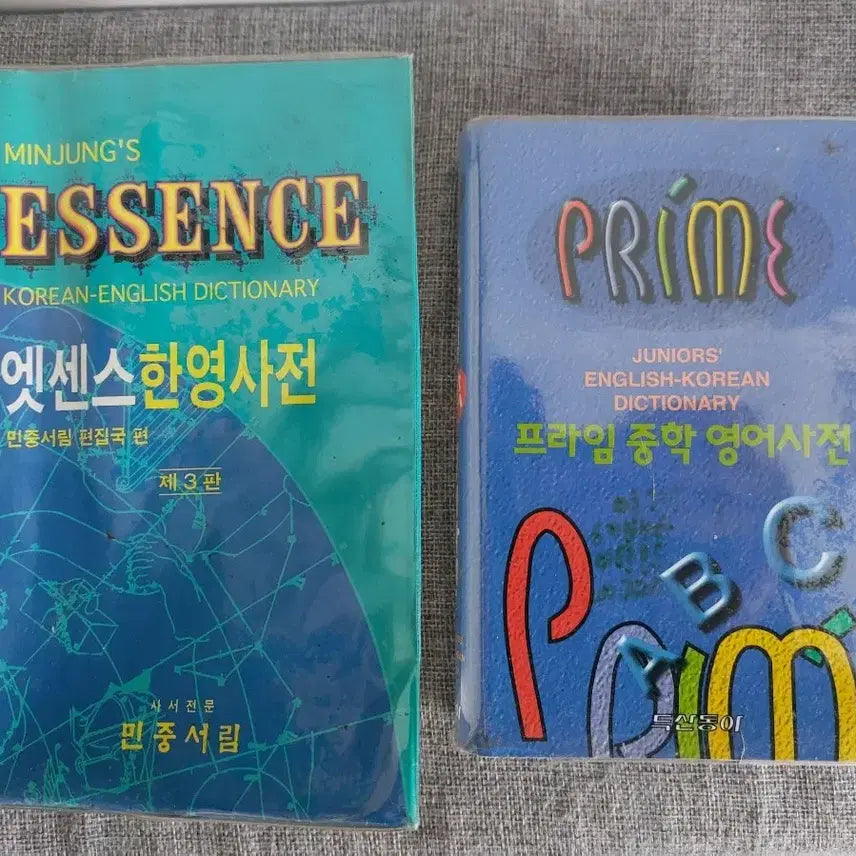 MINJUNG'S
ESSENCE
KOREAN-ENGLISH DICTIONARY
엣센스한영사전
민중서림 편집국 편
제3판
사서전문
민중서림
PRIME
JUNIORS'
ENGLISH-KOREAN
DICTIONARY
프라임 중학 영어사전
A B C
Prim
두산동아